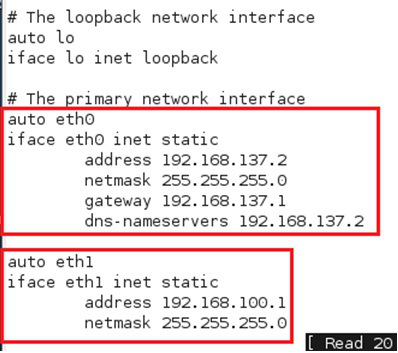 # The loopback network interface
auto lo
iface lo inet loopback
# The primary network interface
auto eth0
iface eth0 inet static
address 192.168.137.2
netmask 255.255.255.0
gateway 192.168.137.1
dns-nameservers 192.168.137.2
auto eth1
iface eth1 inet static
address 192.168.100.1
netmask 255.255.255.0
[ Read 20